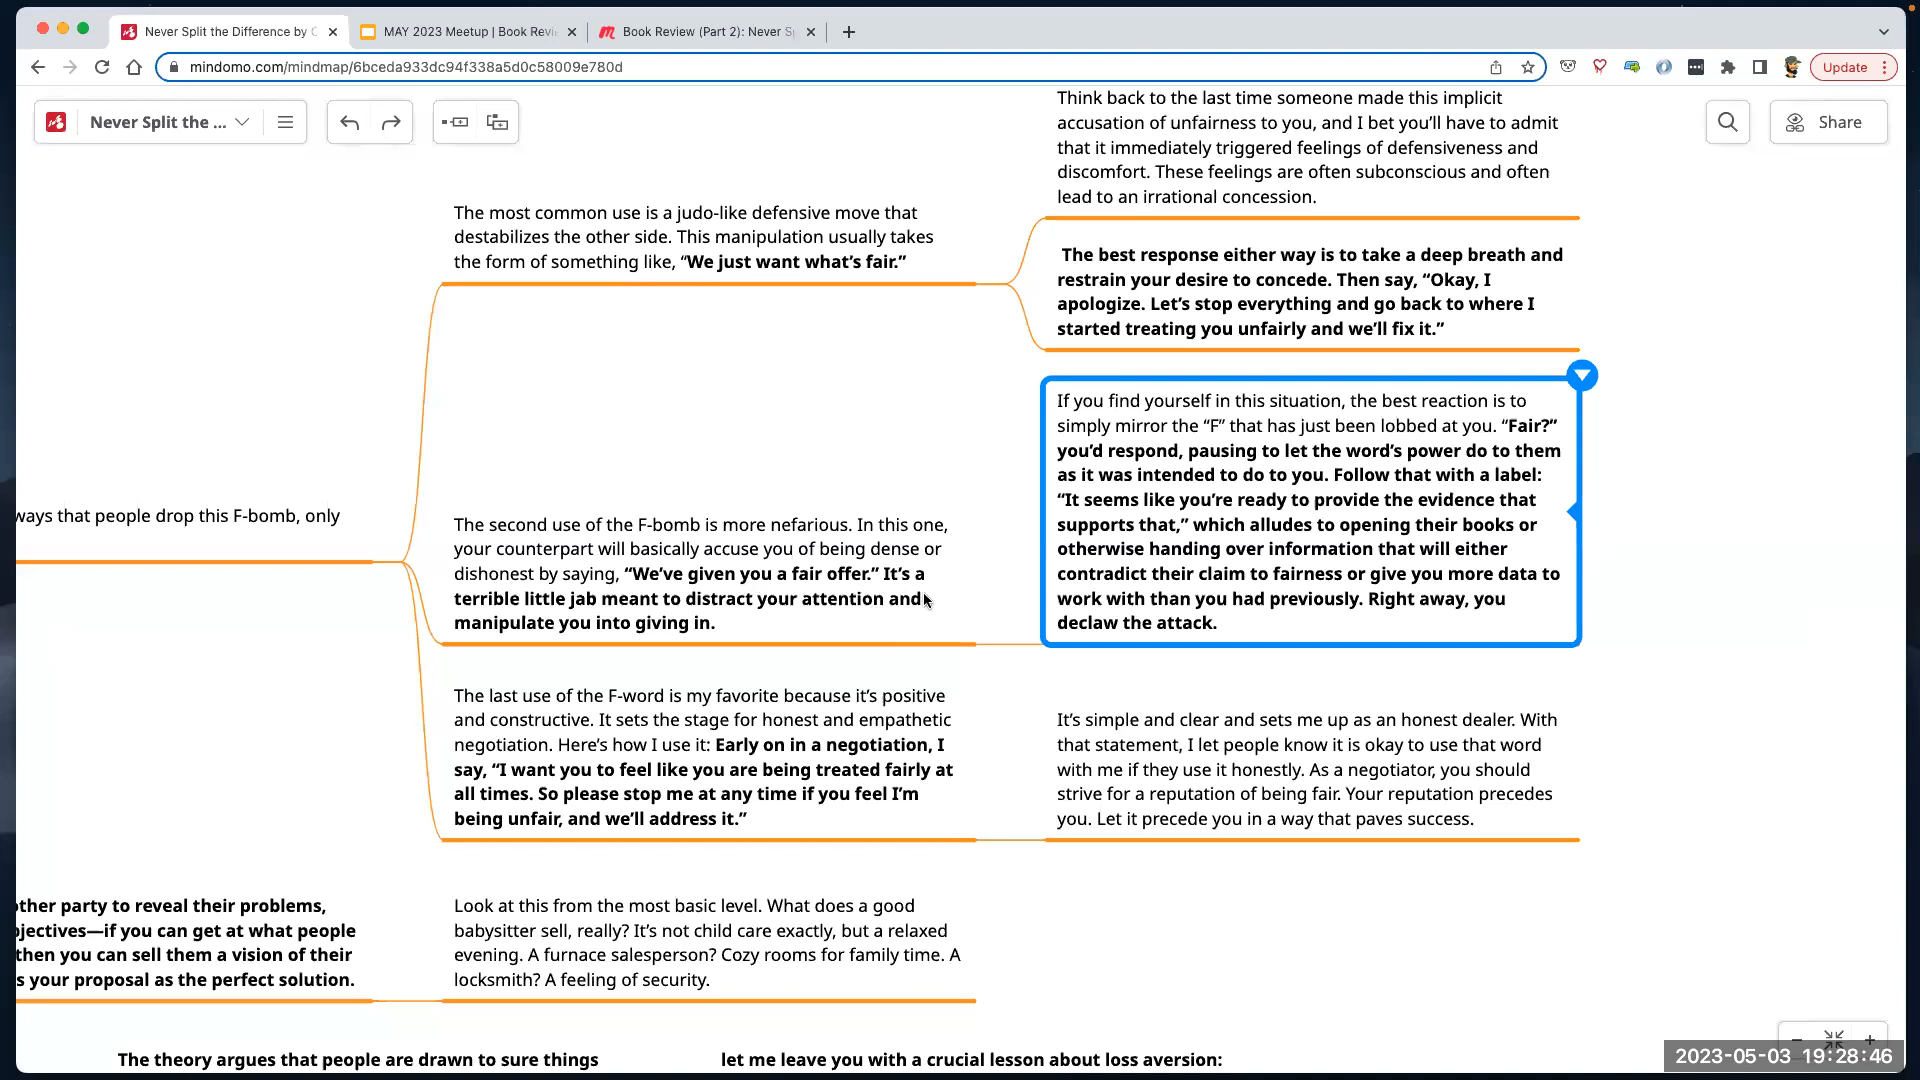 Never Split the Difference by C
MAY 2023 Meetup | Book Revi
Book Review (Part 2): Never S
mindomo.com/mindmap/6bceda933dc94f338a5d0c58009e780d
Update
Never Split the ...
Share
Think back to the last time someone made this implicit
accusation of unfairness to you, and I bet you’ll have to admit
that it immediately triggered feelings of defensiveness and
discomfort. These feelings are often subconscious and often
lead to an irrational concession.
The most common use is a judo-like defensive move that
destabilizes the other side. This manipulation usually takes
the form of something like, “We just want what’s fair.”
The best response either way is to take a deep breath and
restrain your desire to concede. Then say, “Okay, I
apologize. Let’s stop everything and go back to where I
started treating you unfairly and we’ll fix it.”
If you find yourself in this situation, the best reaction is to
simply mirror the “F” that has just been lobbed at you. “Fair?”
you’d respond, pausing to let the word’s power do to them
as it was intended to do to you. Follow that with a label:
“It seems like you’re ready to provide the evidence that
supports that,” which alludes to opening their books or
otherwise handing over information that will either
contradict their claim to fairness or give you more data to
work with than you had previously. Right away, you
declaw the attack.
ways that people drop this F-bomb, only
The second use of the F-bomb is more nefarious. In this one,
your counterpart will basically accuse you of being dense or
dishonest by saying, “We’ve given you a fair offer.” It’s a
terrible little jab meant to distract your attention and
manipulate you into giving in.
The last use of the F-word is my favorite because it’s positive
and constructive. It sets the stage for honest and empathetic
negotiation. Here’s how I use it: Early on in a negotiation, I
say, “I want you to feel like you are being treated fairly at
all times. So please stop me at any time if you feel I’m
being unfair, and we’ll address it.”
It’s simple and clear and sets me up as an honest dealer. With
that statement, I let people know it is okay to use that word
with me if they use it honestly. As a negotiator, you should
strive for a reputation of being fair. Your reputation precedes
you. Let it precede you in a way that paves success.
other party to reveal their problems,
bjectives—if you can get at what people
then you can sell them a vision of their
s your proposal as the perfect solution.
Look at this from the most basic level. What does a good
babysitter sell, really? It’s not child care exactly, but a relaxed
evening. A furnace salesperson? Cozy rooms for family time. A
locksmith? A feeling of security.
The theory argues that people are drawn to sure things
let me leave you with a crucial lesson about loss aversion:
2023-05-03 19:28:46